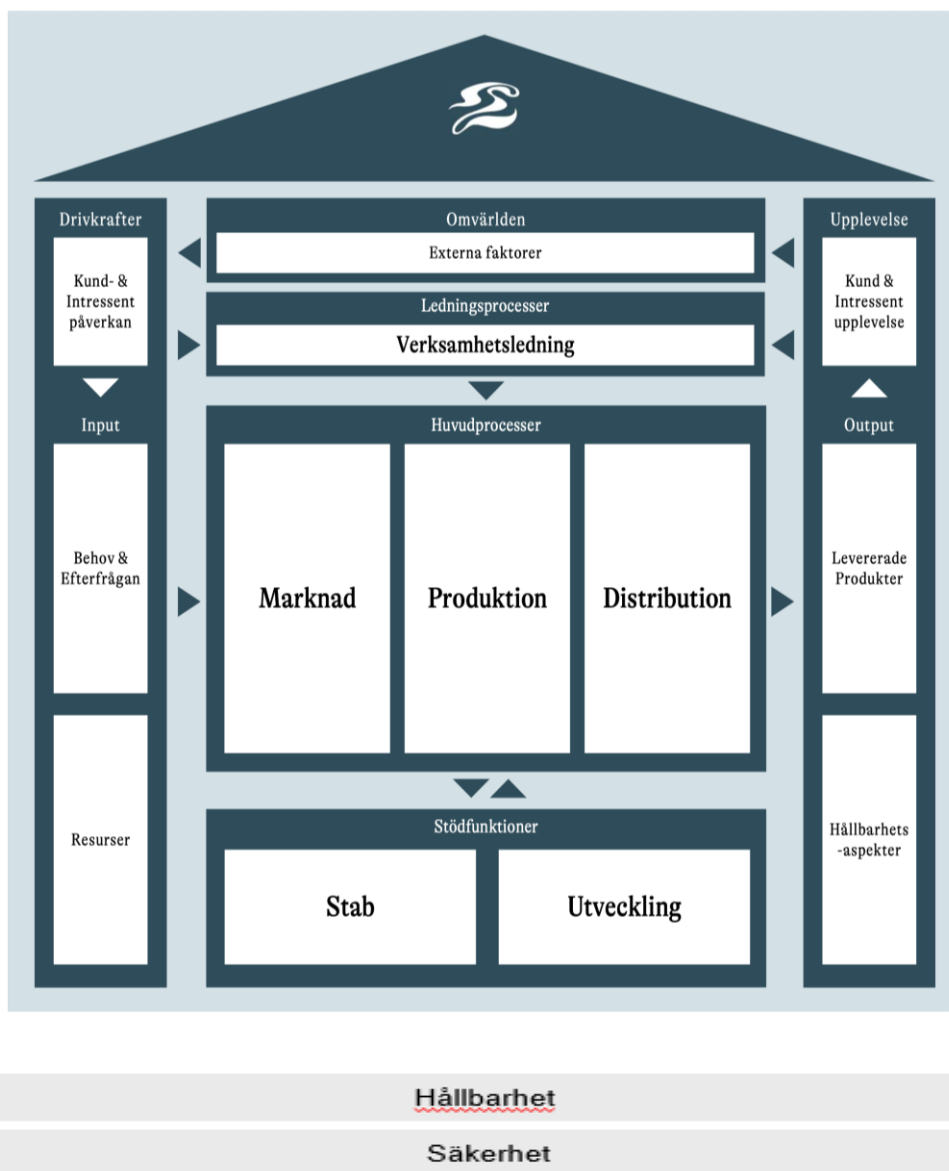 Drivkrafter
Kund- &
Intressent
påverkan
Input
Behov &
Efterfrågan
Resurser
Omvärlden
Externa faktorer
Ledningsprocesser
Verksamhetsledning
Huvudprocesser
Marknad
Produktion
Distribution
Stödfunktioner
Stab
Utveckling
Upplevelse
Kund &
Intressent
upplevelse
Output
Levererade
Produkter
Hållbarhets
-aspekter
Hållbarhet
Säkerhet